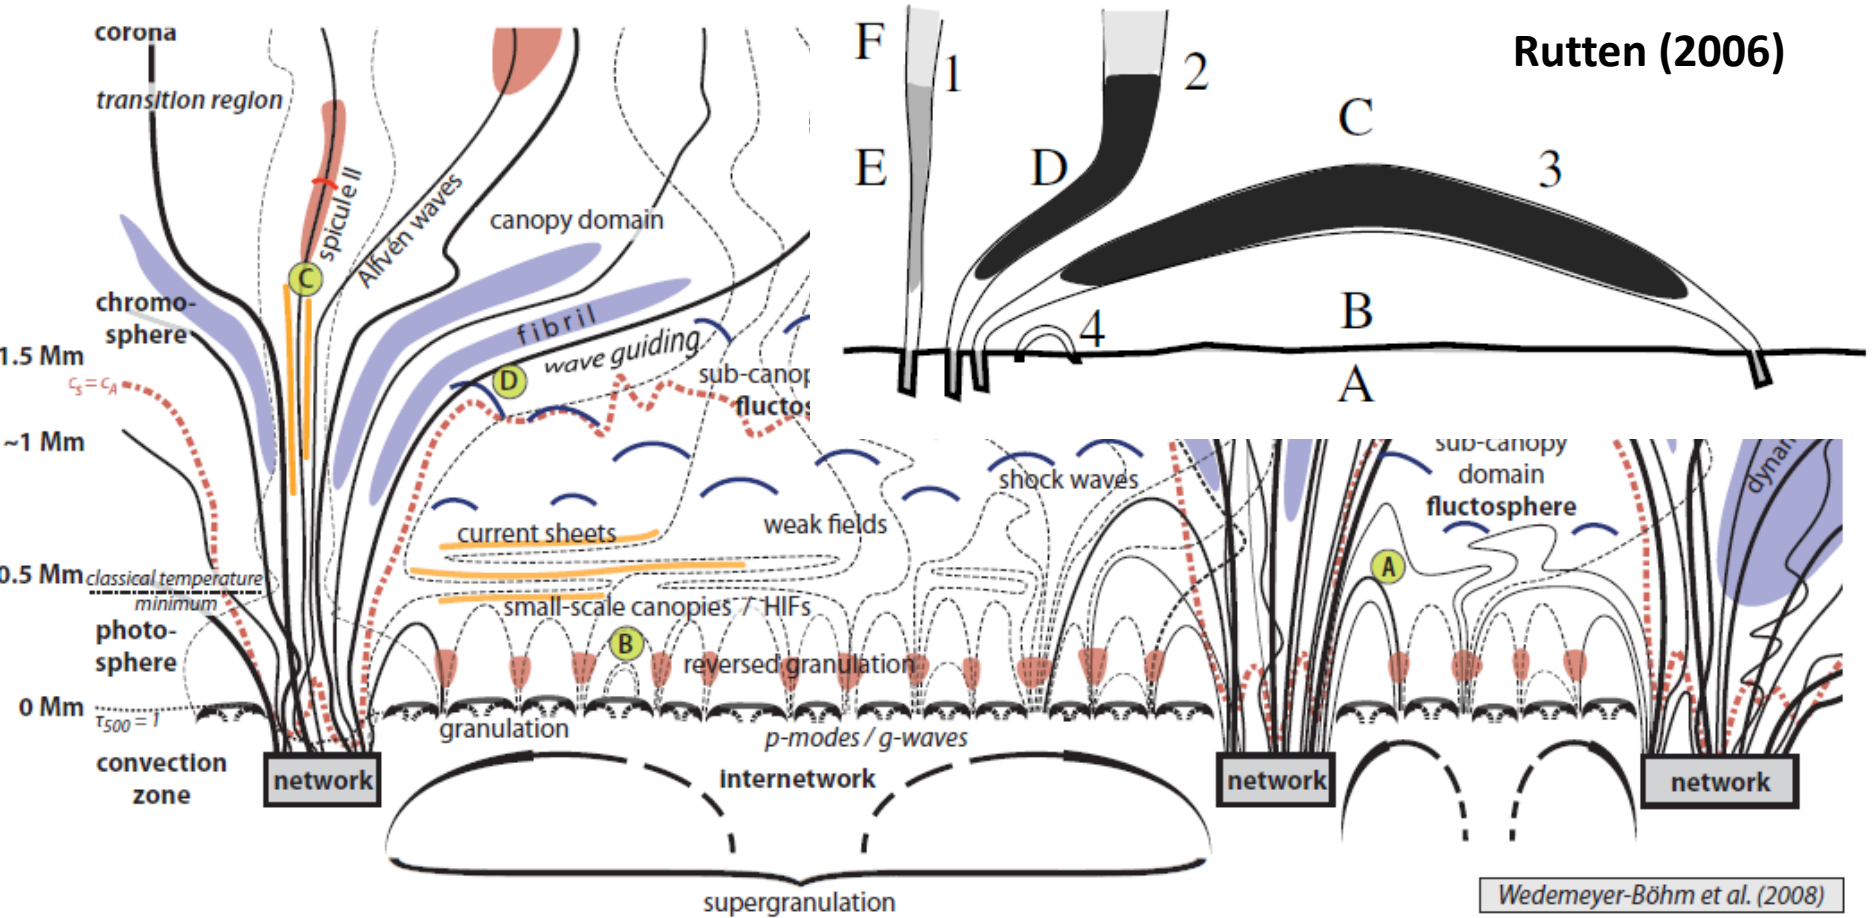 corona
transition region
spicule II
Alfvén waves
canopy domain
C
chromo-
sphere
fibril
wave guiding
1.5 Mm
cs = cA
D
sub-canop
fluctos
~1 Mm
F
1
2
Rutten (2006)
C
3
E
D
B
4
A
shock waves
sub-canopy
domain
fluctosphere
dynan
current sheets
weak fields
A
0.5 Mm
classical temperature
minimum
small-scale canopies / HIFs
B
photo-
sphere
reversed granulation
0 Mm
τ500 = 1
granulation
p-modes / g-waves
convection
zone
network
internetwork
network
network
supergranulation
Wedemeyer-Böhm et al. (2008)